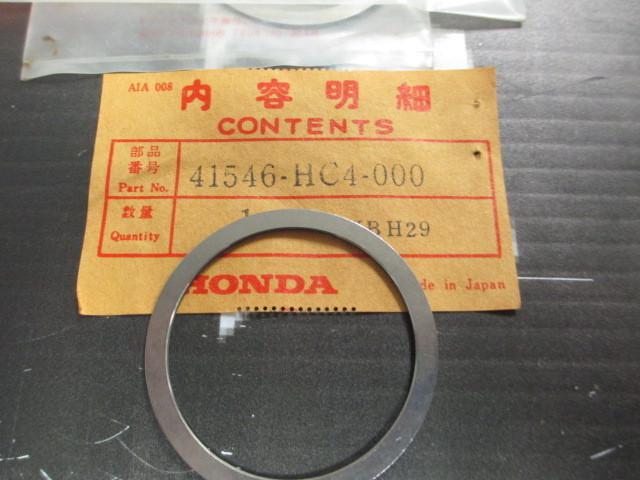 AIA 008 内容明細
CONTENTS
部品
番号
Part No. 41546-HC4-000
数量
Quantity 1 BH29
HONDA de in Japan